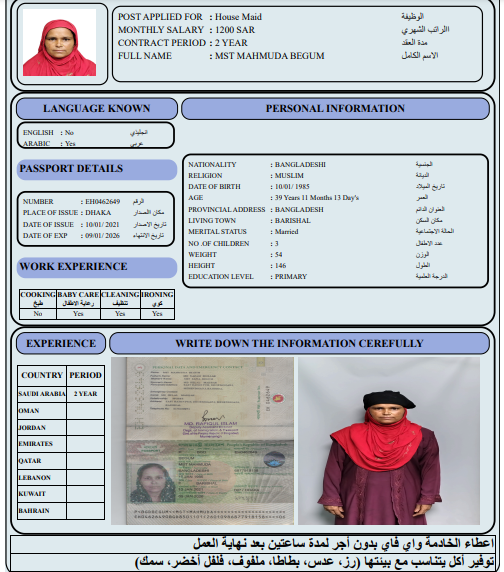 POST APPLIED FOR : House Maid الوظيفة
MONTHLY SALARY : 1200 SAR الراتب الشهري
CONTRACT PERIOD : 2 YEAR مدة العقد
FULL NAME : MST MAHMUDA BEGUM الاسم الكامل
LANGUAGE KNOWN
ENGLISH : No انجليذي
ARABIC : Yes عربي
PASSPORT DETAILS
NUMBER : EH0462649 الرقم
PLACE OF ISSUE : DHAKA مكان الاصدار
DATE OF ISSUE : 10/01/ 2021 تاريخ الاصدار
DATE OF EXP : 09/01/ 2026 تاريخ الانتهاء
WORK EXPERIENCE
COOKING BABY CARE CLEANING IRONING
طبخ رعاية الاطفال تنظيف كوي
No Yes Yes Yes
PERSONAL INFORMATION
NATIONALITY : BANGLADESHI الجنسية
RELIGION : MUSLIM الديانة
DATE OF BIRTH : 10/01/ 1985 تاريخ الميلاد
AGE : 39 Years 11 Months 13 Day's العمر
PROVINCIAL ADDRESS : BANGLADESH العنوان الدائم
LIVING TOWN : BARISHAL مكان السكن
MERITAL STATUS : Married الحالة الاجتماعية
NO .OF CHILDREN : 3 عدد الاطفال
WEIGHT : 54 الوزن
HEIGHT : 146 الطول
EDUCATION LEVEL : PRIMARY الدرجة العلمية
EXPERIENCE
COUNTRY PERIOD
SAUDI ARABIA 2 YEAR
OMAN
JORDAN
EMIRATES
QATAR
LEBANON
KUWAIT
BAHRAIN
WRITE DOWN THE INFORMATION CEREFULLY
MD. RAFIQUL ISLAM
إعطاء الخادمة واي فاي بدون أجر لمدة ساعتين بعد نهاية العمل
توفير أكل يتناسب مع بيئتها (رز، عدس، بطاطا، ملفوف، فلفل أخضر، سمك)